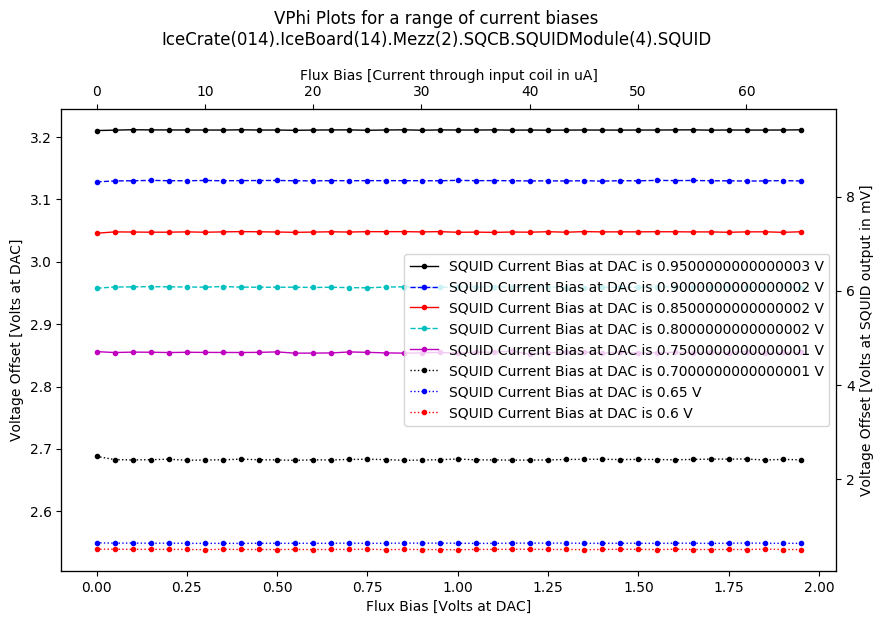 VPhi Plots for a range of current biases
IceCrate(014).IceBoard(14).Mezz(2).SQCB.SQUIDModule(4).SQUID
Flux Bias [Current through input coil in uA]
0 10 20 30 40 50 60
Voltage Offset [Volts at DAC]
3.2
3.1
3.0
2.9
2.8
2.7
2.6
SQUID Current Bias at DAC is 0.9500000000000003 V
SQUID Current Bias at DAC is 0.9000000000000002 V
SQUID Current Bias at DAC is 0.8500000000000002 V
SQUID Current Bias at DAC is 0.8000000000000002 V
SQUID Current Bias at DAC is 0.7500000000000001 V
SQUID Current Bias at DAC is 0.7000000000000001 V
SQUID Current Bias at DAC is 0.65 V
SQUID Current Bias at DAC is 0.6 V
8
6
4
2
Voltage Offset [Volts at SQUID output in mV]
0.00 0.25 0.50 0.75 1.00 1.25 1.50 1.75 2.00
Flux Bias [Volts at DAC]